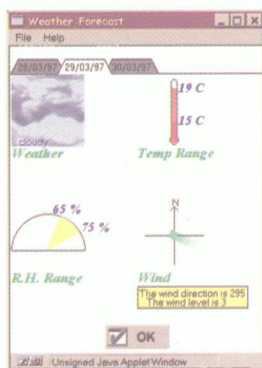 Weather Forecast
File Help
28/03/97 29/03/97 30/03/97
cloudy
Weather
19 C
15 C
Temp Range
65 %
75 %
R.H. Range
N
Wind
The wind direction is 295
The wind level is 3
OK
Unsigned Java Applet Window